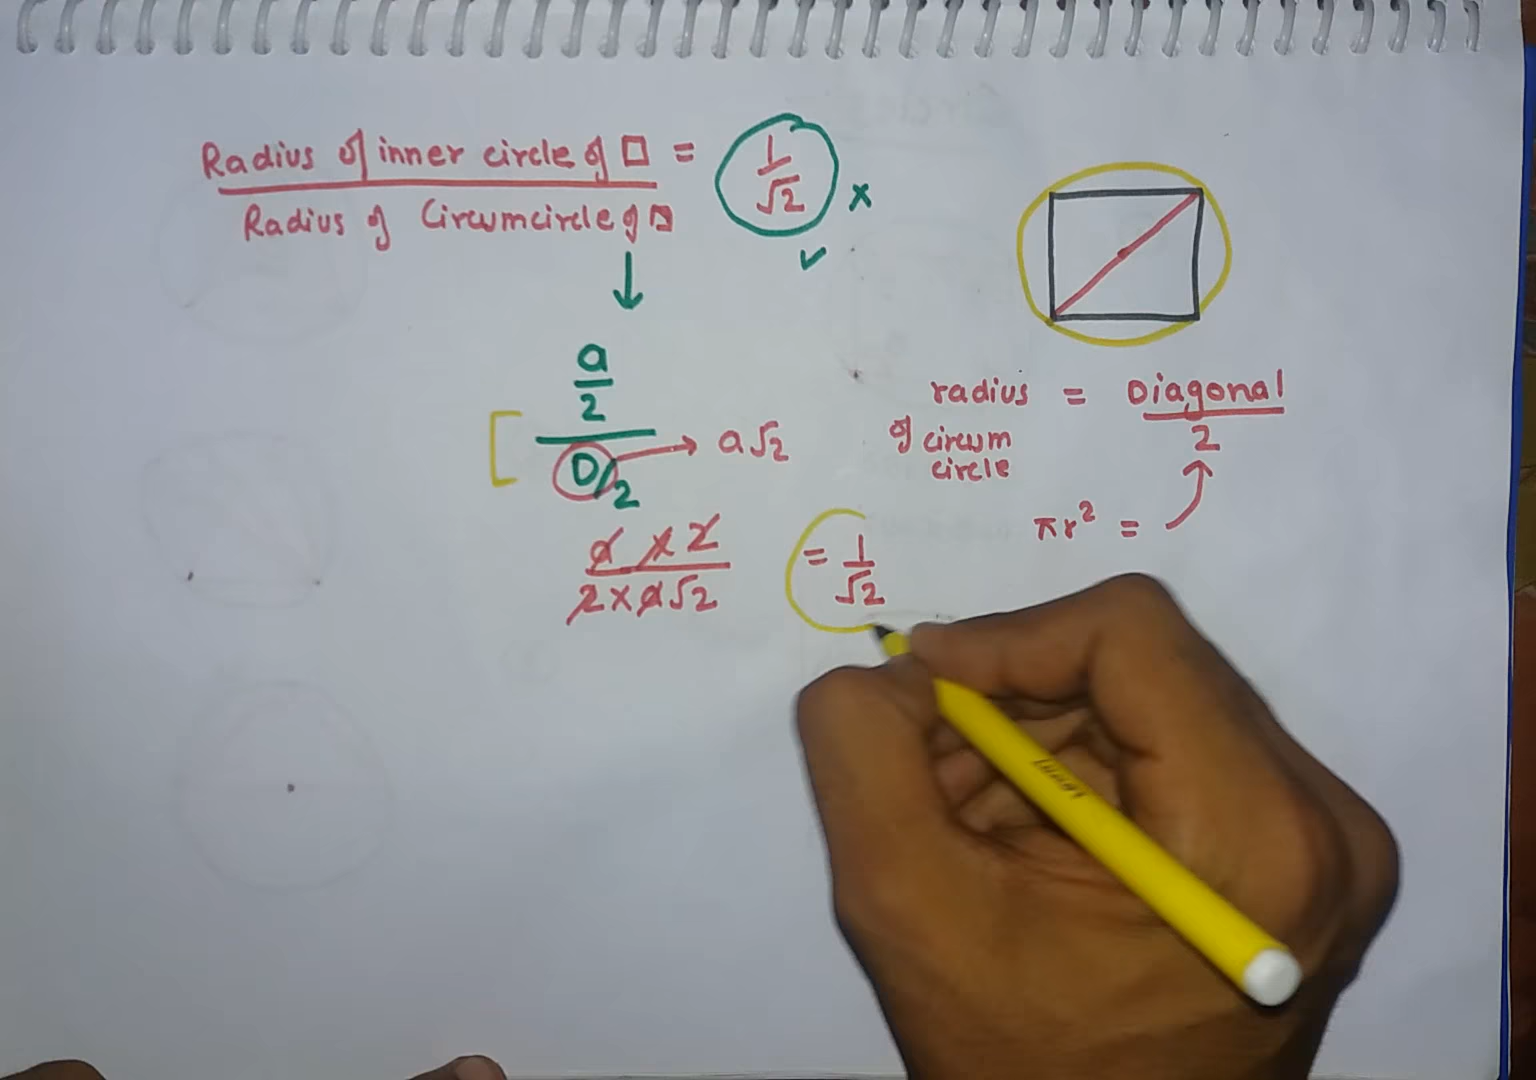 Radius of inner circle of □ = 1/√2 ×
Radius of Circumcircle of □ ✓
↓
a
2
D/2 → a√2
a × 2
2 × a√2
= 1/√2
radius = Diagonal
of circum 2
circle
πr² =